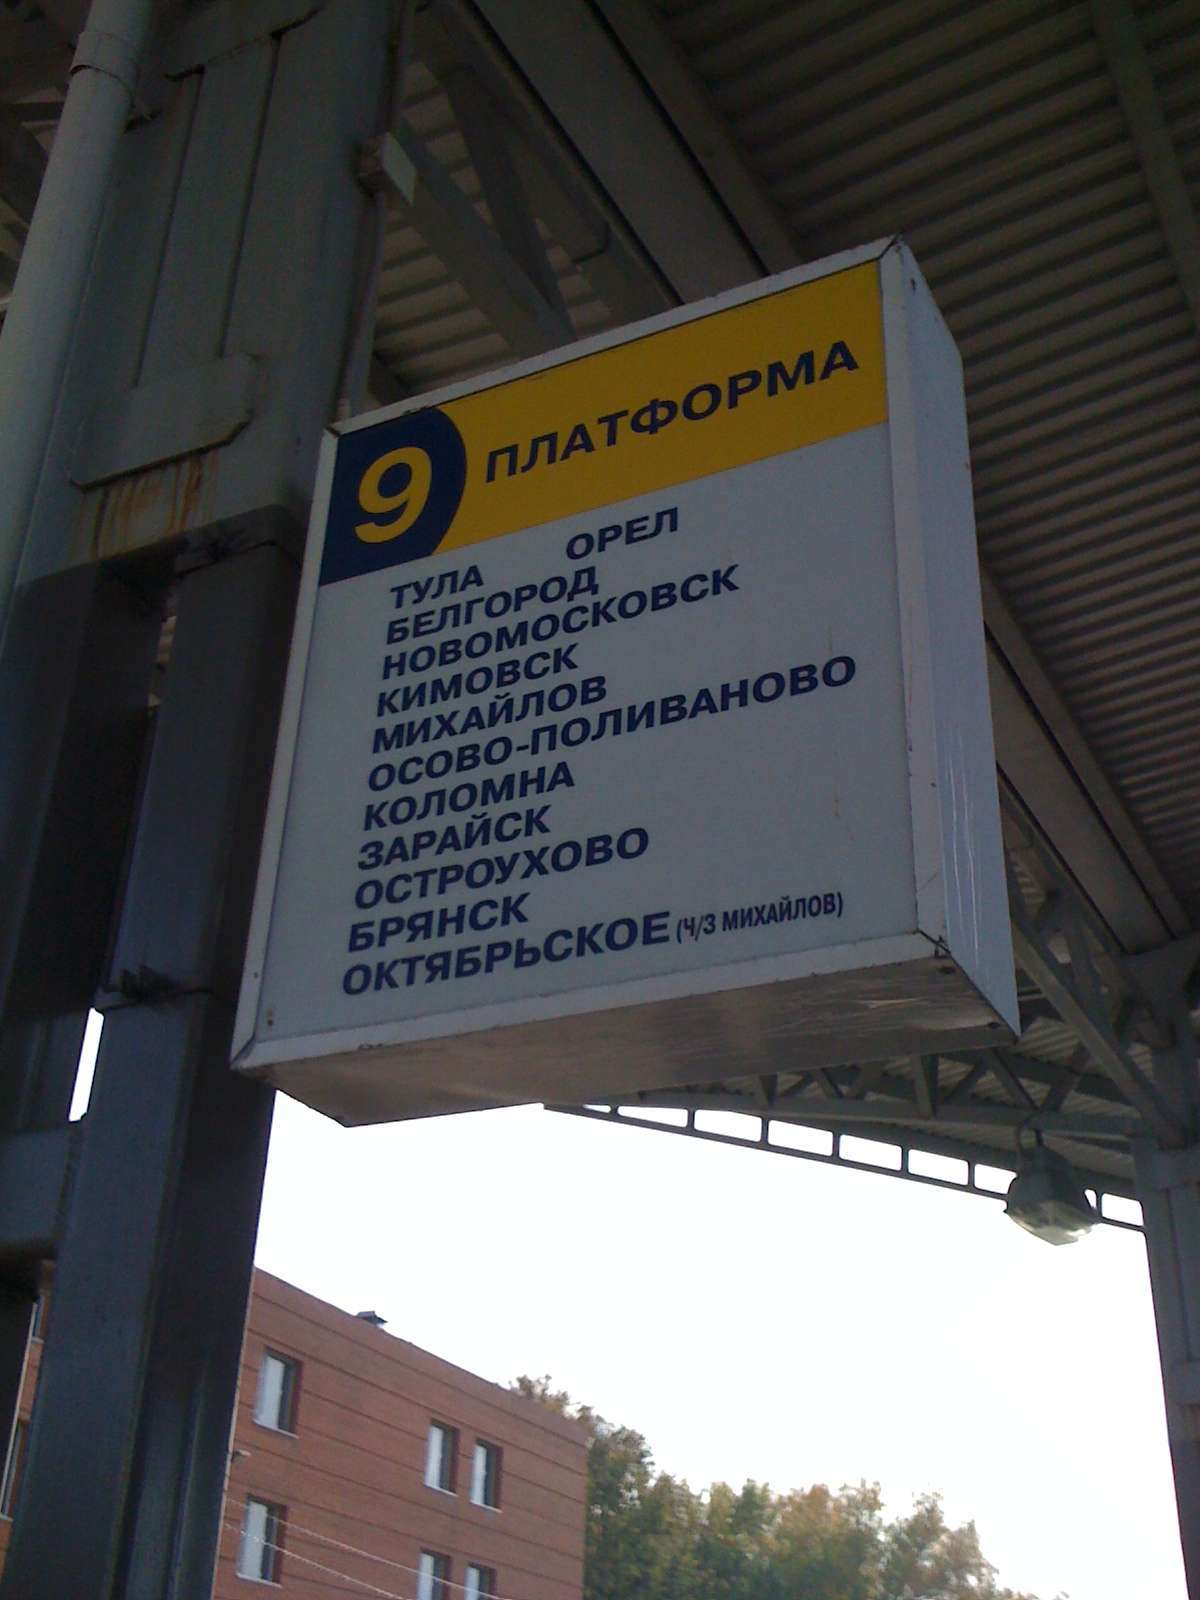 9 ПЛАТФОРМА
ТУЛА ОРЕЛ
БЕЛГОРОД
НОВОМОСКОВСК
КИМОВСК
МИХАЙЛОВ
ОСОВО-ПОЛИВАНОВО
КОЛОМНА
ЗАРАЙСК
ОСТРОУХОВО
БРЯНСК
ОКТЯБРЬСКОЕ (Ч/З МИХАЙЛОВ)